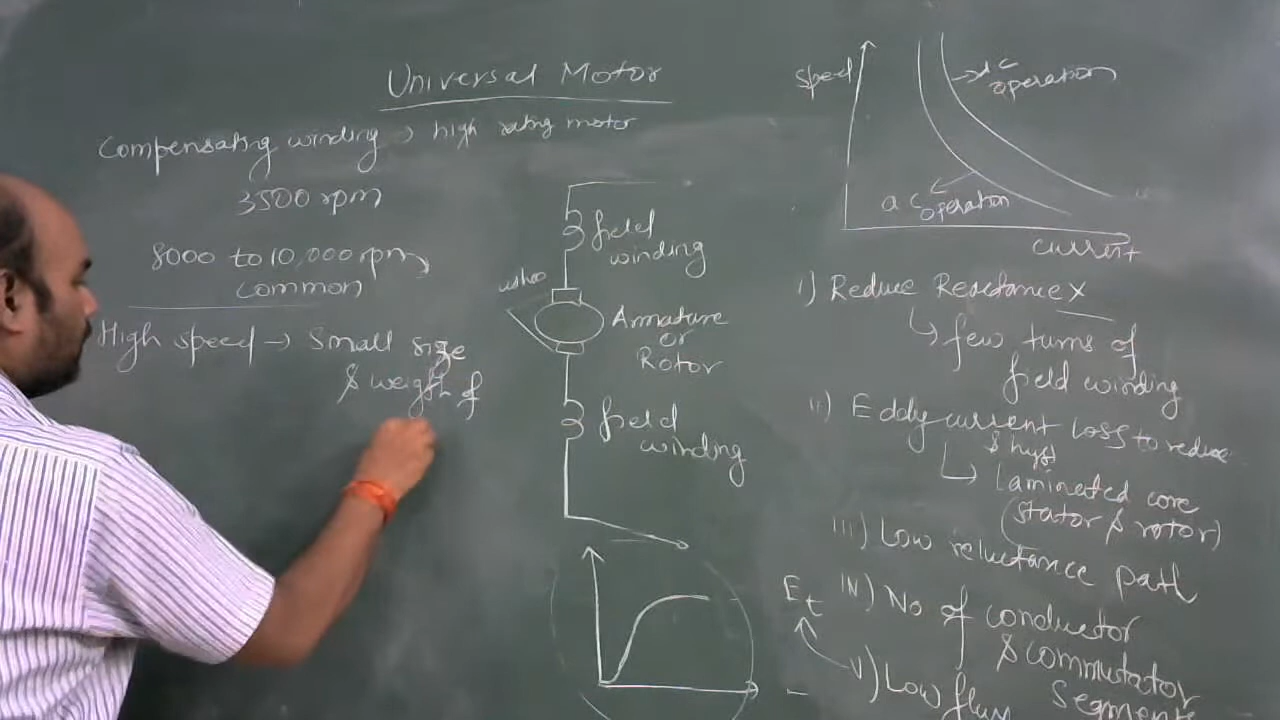 Universal Motor
Compensating winding → high rating motor
3500 rpm
8000 to 10,000 rpm
common
High speed → Small size
& weigh of
field
winding
Armature
or
Rotor
field
winding
Speed
dc
operation
ac
operation
current
i) Reduce Reactance X
↳ few turns of
field winding
ii) Eddy current loss to reduce
& hys
↳ laminated core
(stator & rotor)
iii) Low reluctance path
iv) No of conductor
& commutator
Segments
Et
v) Low flux